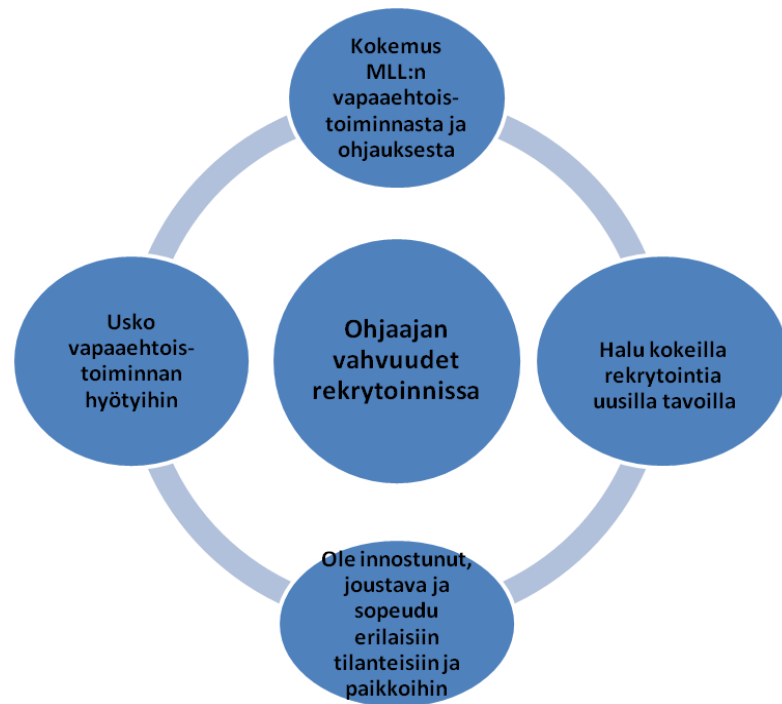 Kokemus
MLL:n
vapaaehtois-
toiminnasta ja
ohjauksesta
Usko
vapaaehtois-
toiminnan
hyötyihin
Ohjaajan
vahvuudet
rekrytoinnissa
Halu kokeilla
rekrytointia
uusilla tavoilla
Ole innostunut,
joustava ja
sopeudu
erilaisiin
tilanteisiin ja
paikkoihin